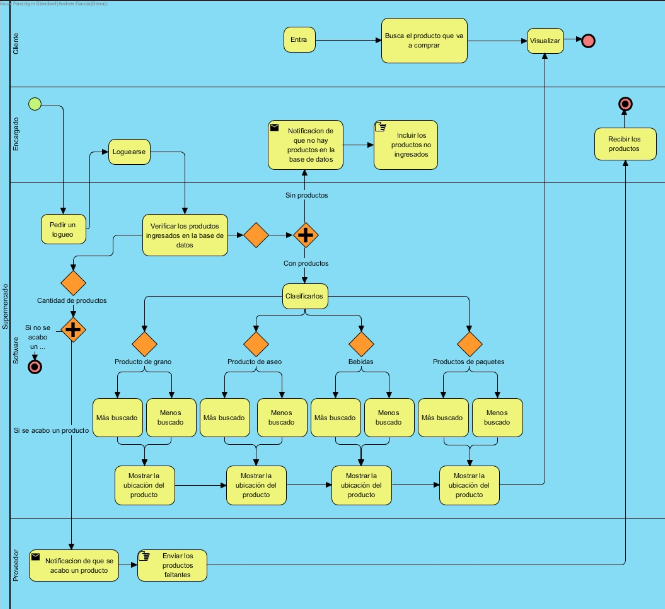 Cliente
Entra
Busca el producto que va
a comprar
Visualizar
Encargado
Loguearse
Notificacion de
que no hay
productos en la
base de datos
Incluir los
productos no
ingresados
Recibir los
productos
Supermercado
Software
Sin productos
Pedir un
logueo
Verificar los productos
ingresados en la base de
datos
Con productos
Cantidad de productos
Clasificarlos
Si no se
acabo
un ...
Producto de grano
Producto de aseo
Bebidas
Productos de paquetes
Más buscado
Menos
buscado
Más buscado
Menos
buscado
Más buscado
Menos
buscado
Más buscado
Menos
buscado
Si se acabo un producto
Mostrar la
ubicación del
producto
Mostrar la
ubicación del
producto
Mostrar la
ubicación del
producto
Mostrar la
ubicación del
producto
Proveedor
Notificacion de que se
acabo un producto
Enviar los
productos
faltantes